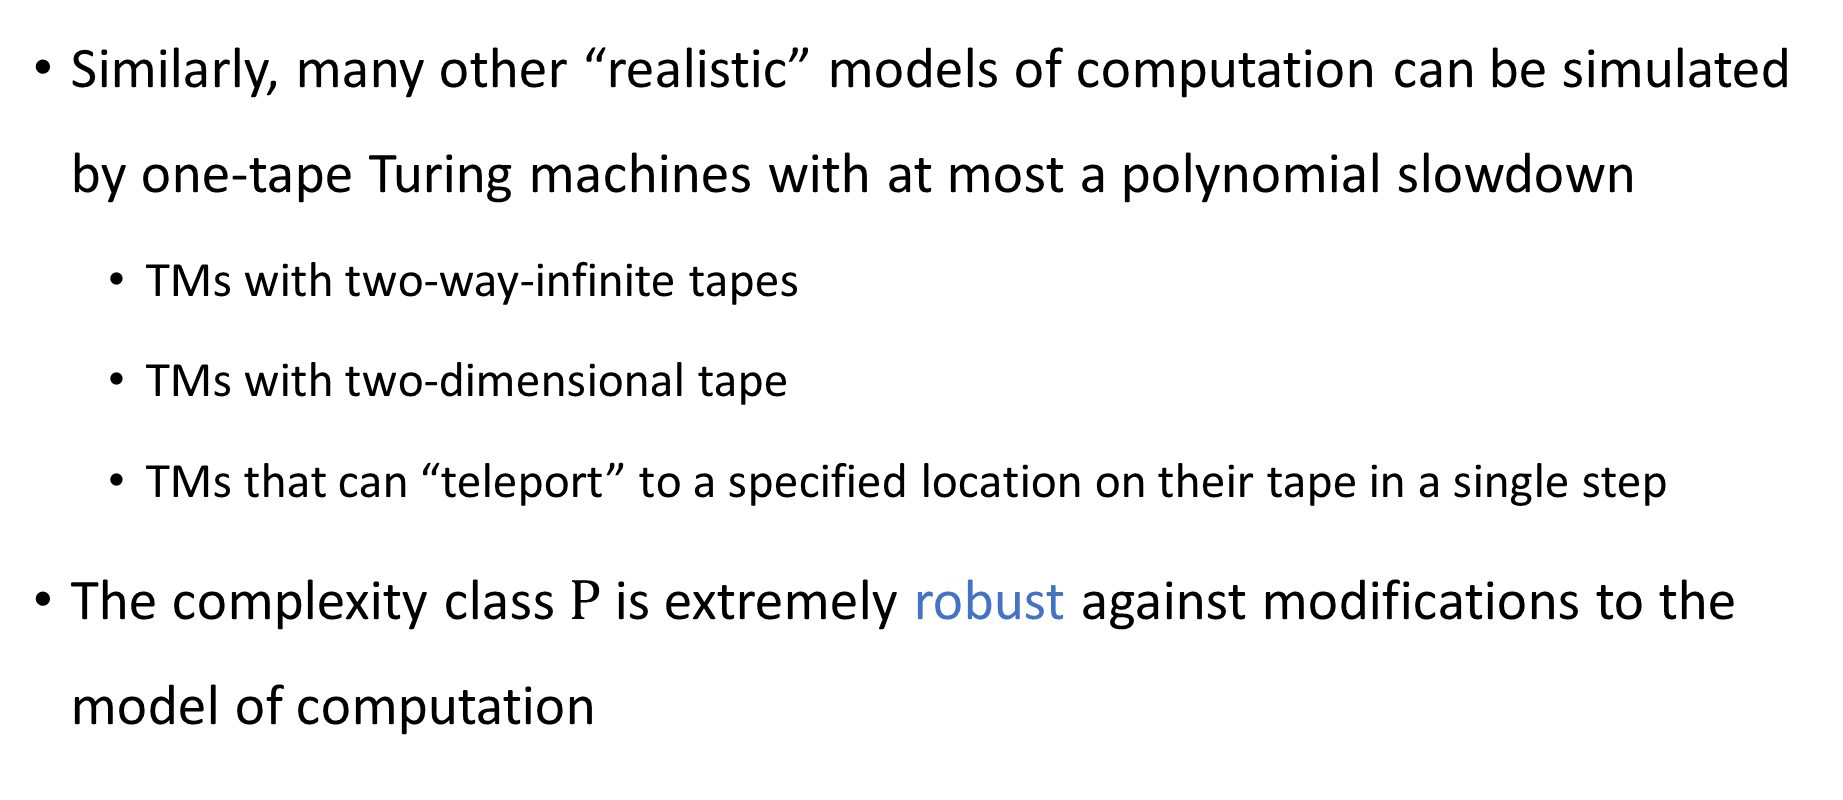 • Similarly, many other “realistic” models of computation can be simulated
by one-tape Turing machines with at most a polynomial slowdown
• TMs with two-way-infinite tapes
• TMs with two-dimensional tape
• TMs that can “teleport” to a specified location on their tape in a single step
• The complexity class P is extremely robust against modifications to the
model of computation